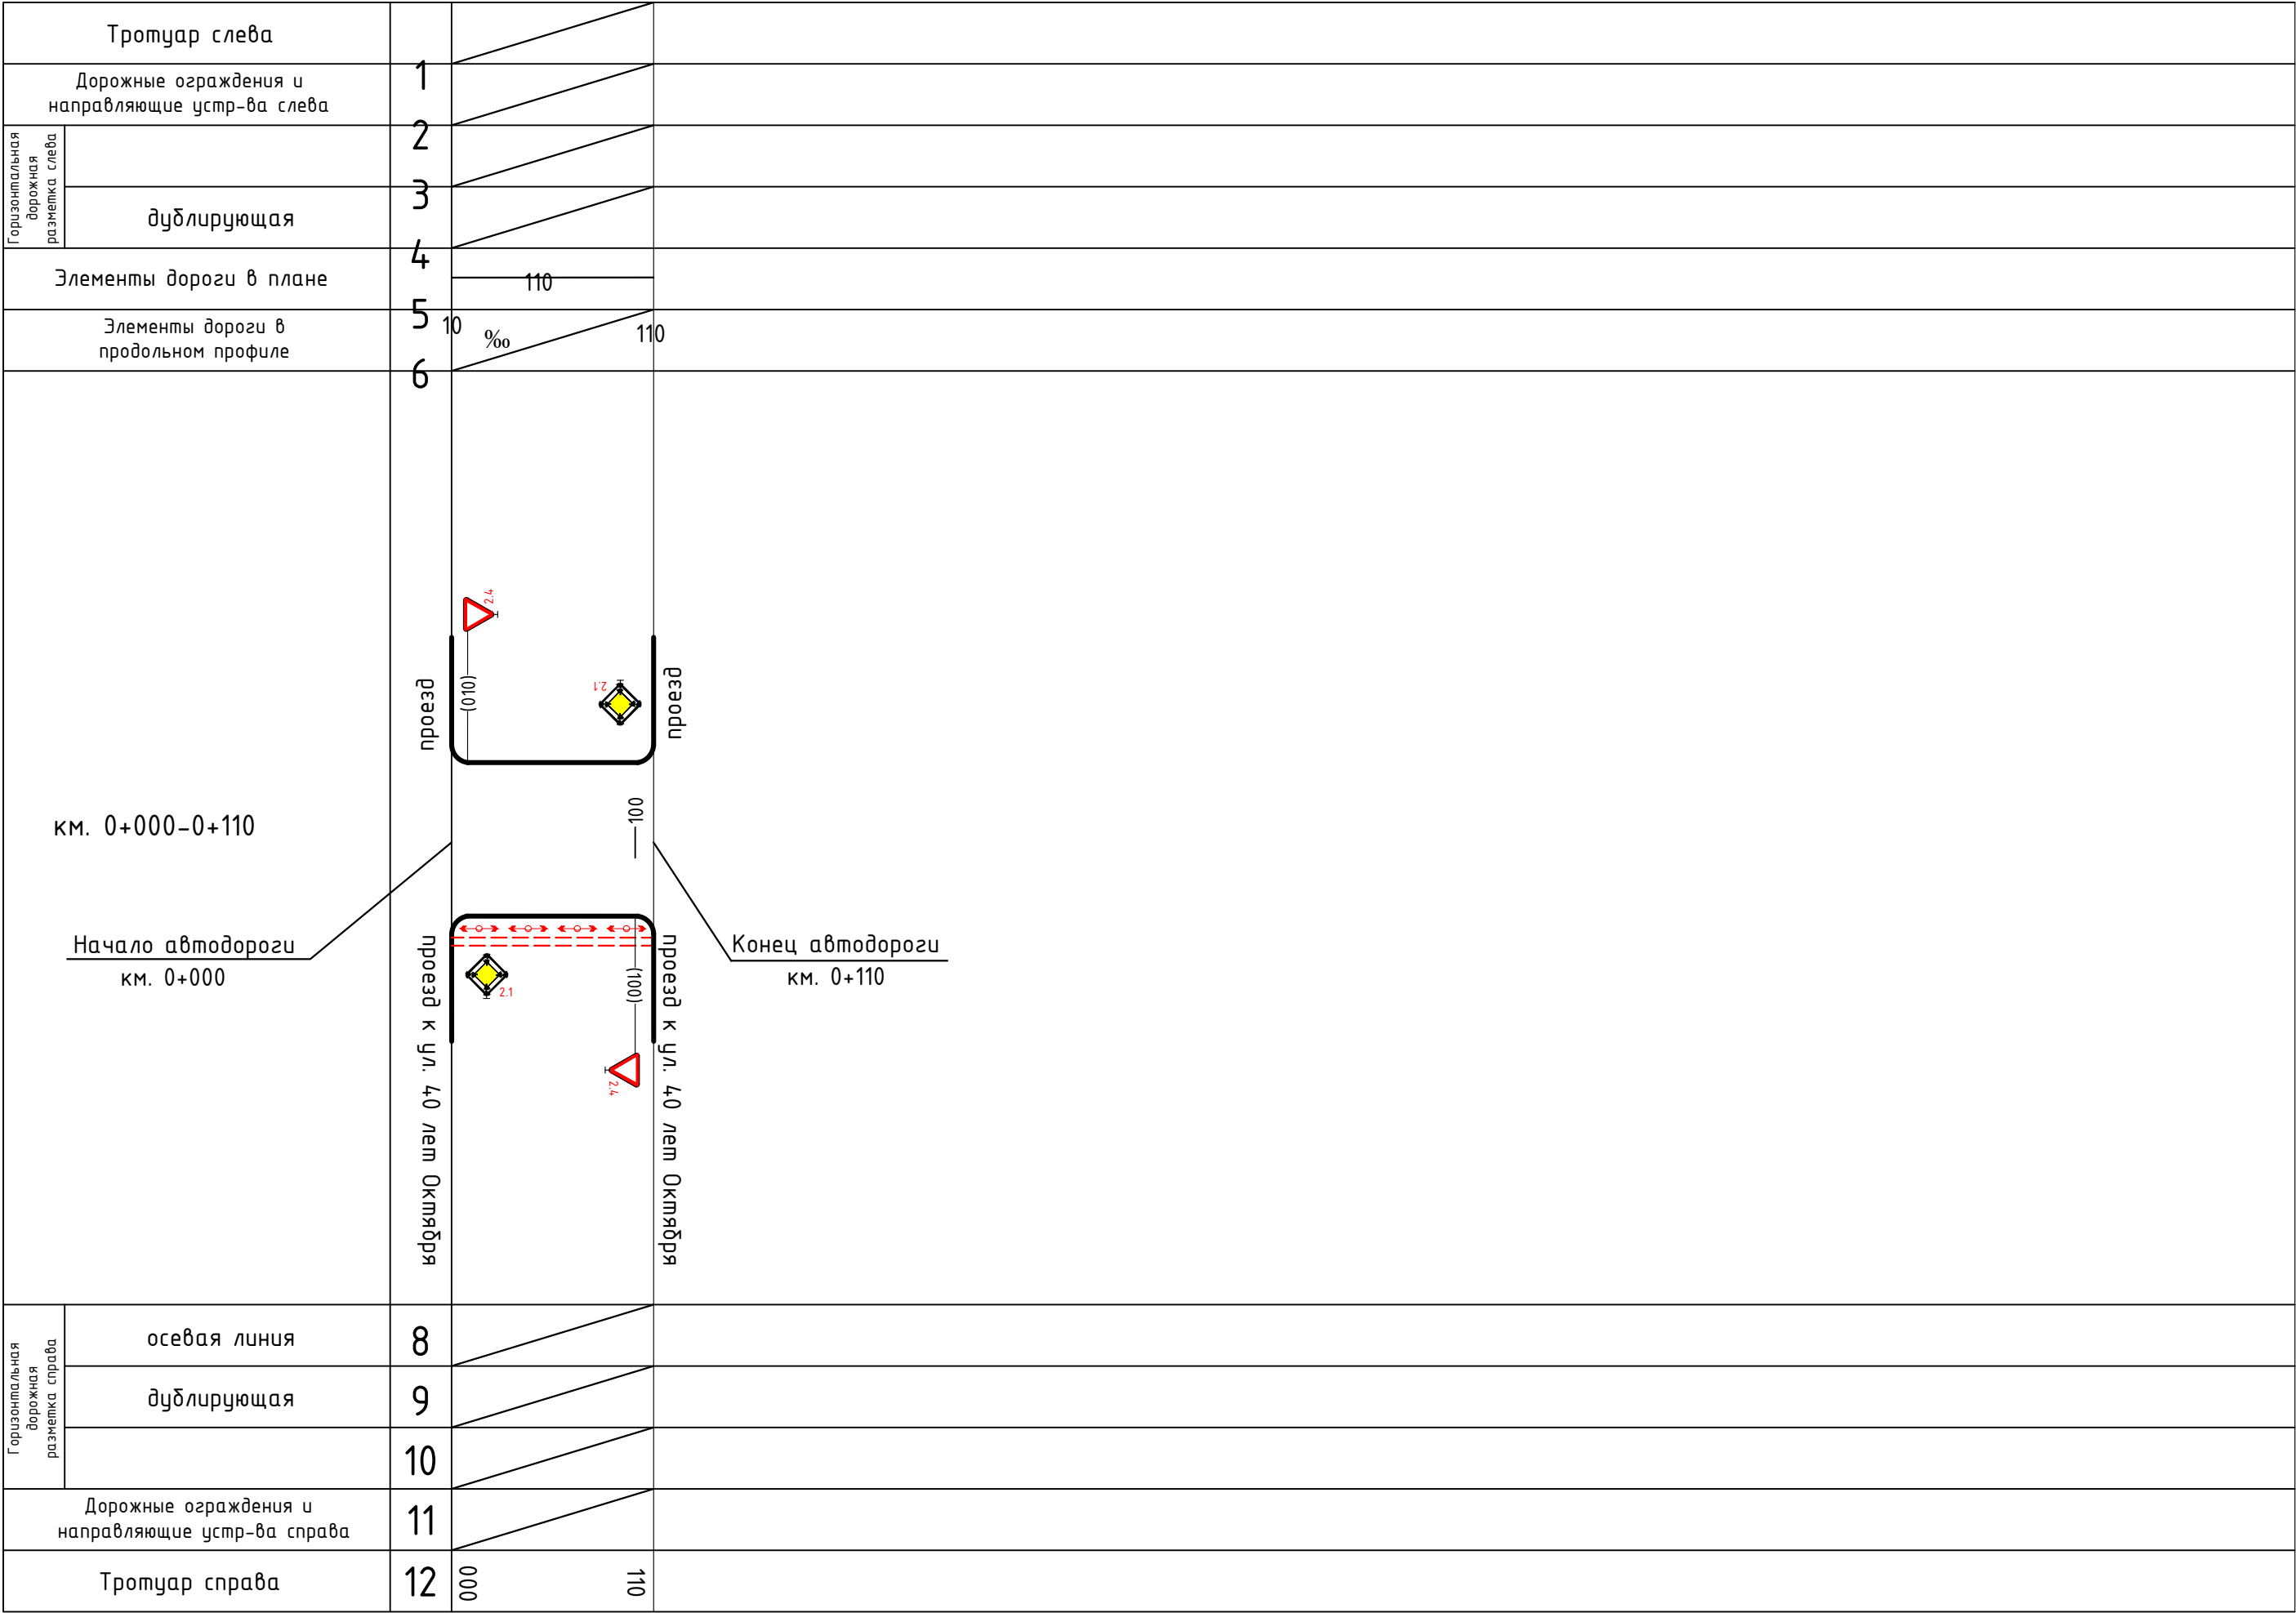 Тротуар слева
1
Дорожные ограждения и
направляющие устр-ва слева
2
Горизонтальная
дорожная
разметка слева
3
дублирующая
4
Элементы дороги в плане
110
5
Элементы дороги в
продольном профиле
10
‰
110
6
2.4
(010)
2.1
проезд
проезд
100
км. 0+000-0+110
Начало автодороги
км. 0+000
Конец автодороги
км. 0+110
2.1
(100)
2.4
проезд к ул. 40 лет Октября
проезд к ул. 40 лет Октября
Горизонтальная
дорожная
разметка справа
осевая линия
8
дублирующая
9
10
Дорожные ограждения и
направляющие устр-ва справа
11
Тротуар справа
12
000
110